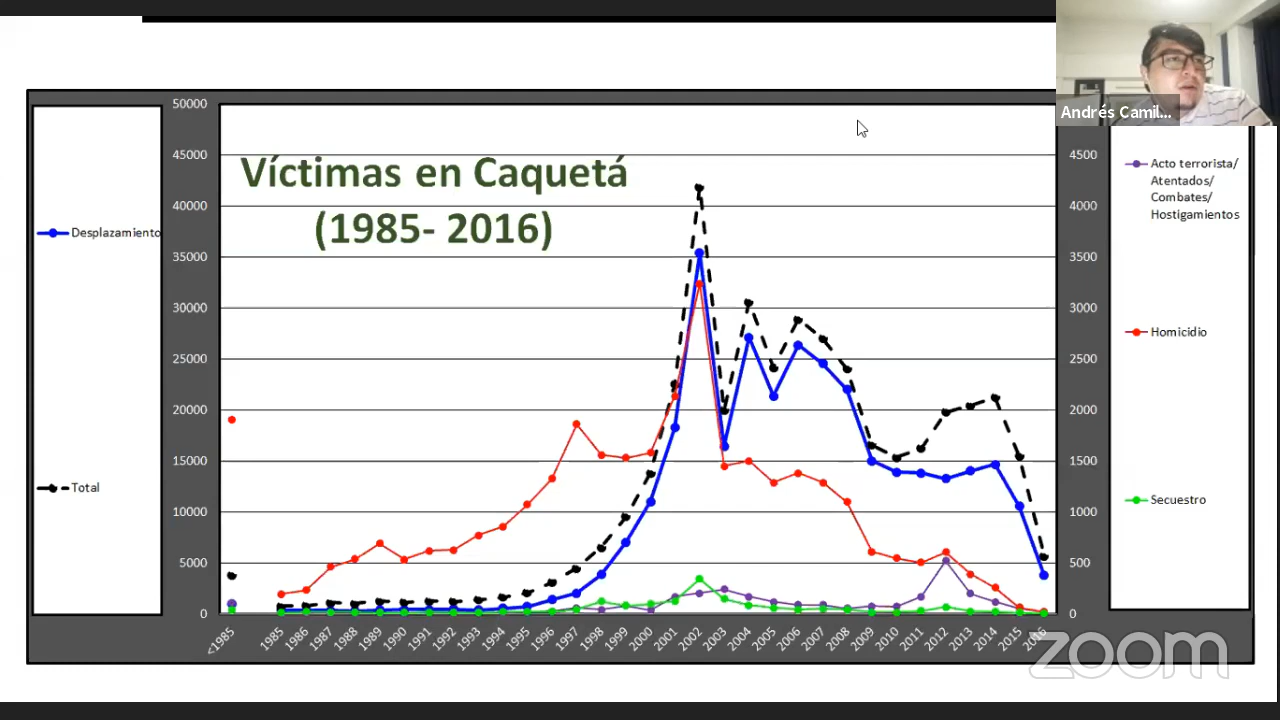 Andrés Camil...
Víctimas en Caquetá
(1985- 2016)
Desplazamiento
Total
50000
45000
40000
35000
30000
25000
20000
15000
10000
5000
0
4500
4000
3500
3000
2500
2000
1500
1000
500
0
Acto terrorista/
Atentados/
Combates/
Hostigamientos
Homicidio
Secuestro
<1985 1985 1986 1987 1988 1989 1990 1991 1992 1993 1994 1995 1996 1997 1998 1999 2000 2001 2002 2003 2004 2005 2006 2007 2008 2009 2010 2011 2012 2013 2014 2015 2016
zoom